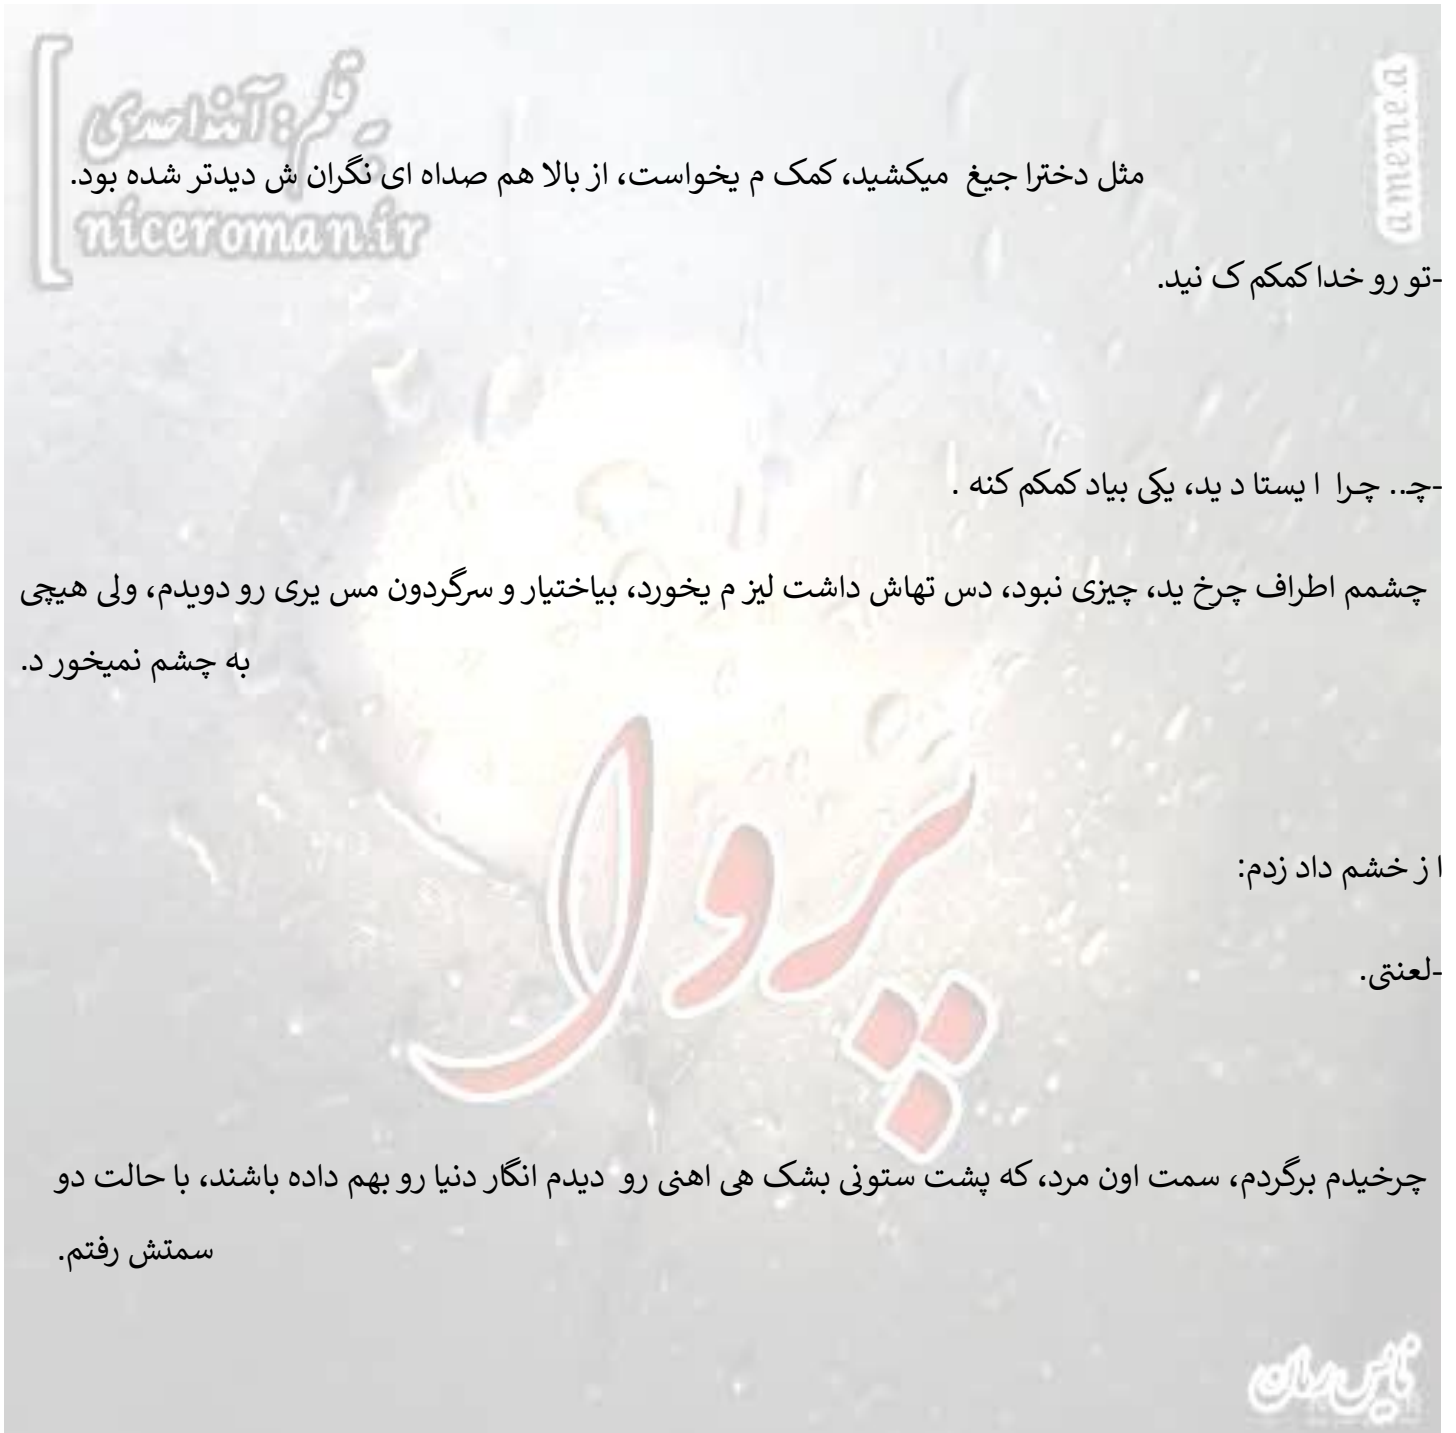 قلم: آمنه احمدی
niceroman.ir
amene.a
مثل دخترا جیغ میکشید، کمک م یخواست، از بالا هم صداه ای نگران ش دیدتر شده بود.
-تو رو خدا کمکم ک نید.
-چ.. چرا ا یستا د ید، یکی بیاد کمکم کنه .
چشمم اطراف چرخ ید، چیزی نبود، دس تهاش داشت لیز م یخورد، بیاختیار و سرگردون مس یری رو دویدم، ولی هیچی
به چشم نمیخور د.
ا ز خشم داد زدم:
-لعنتی.
پروا
چرخیدم برگردم، سمت اون مرد، که پشت ستونی بشک هی اهنی رو دیدم انگار دنیا رو بهم داده باشند، با حالت دو
سمتش رفتم.
نایس رمان